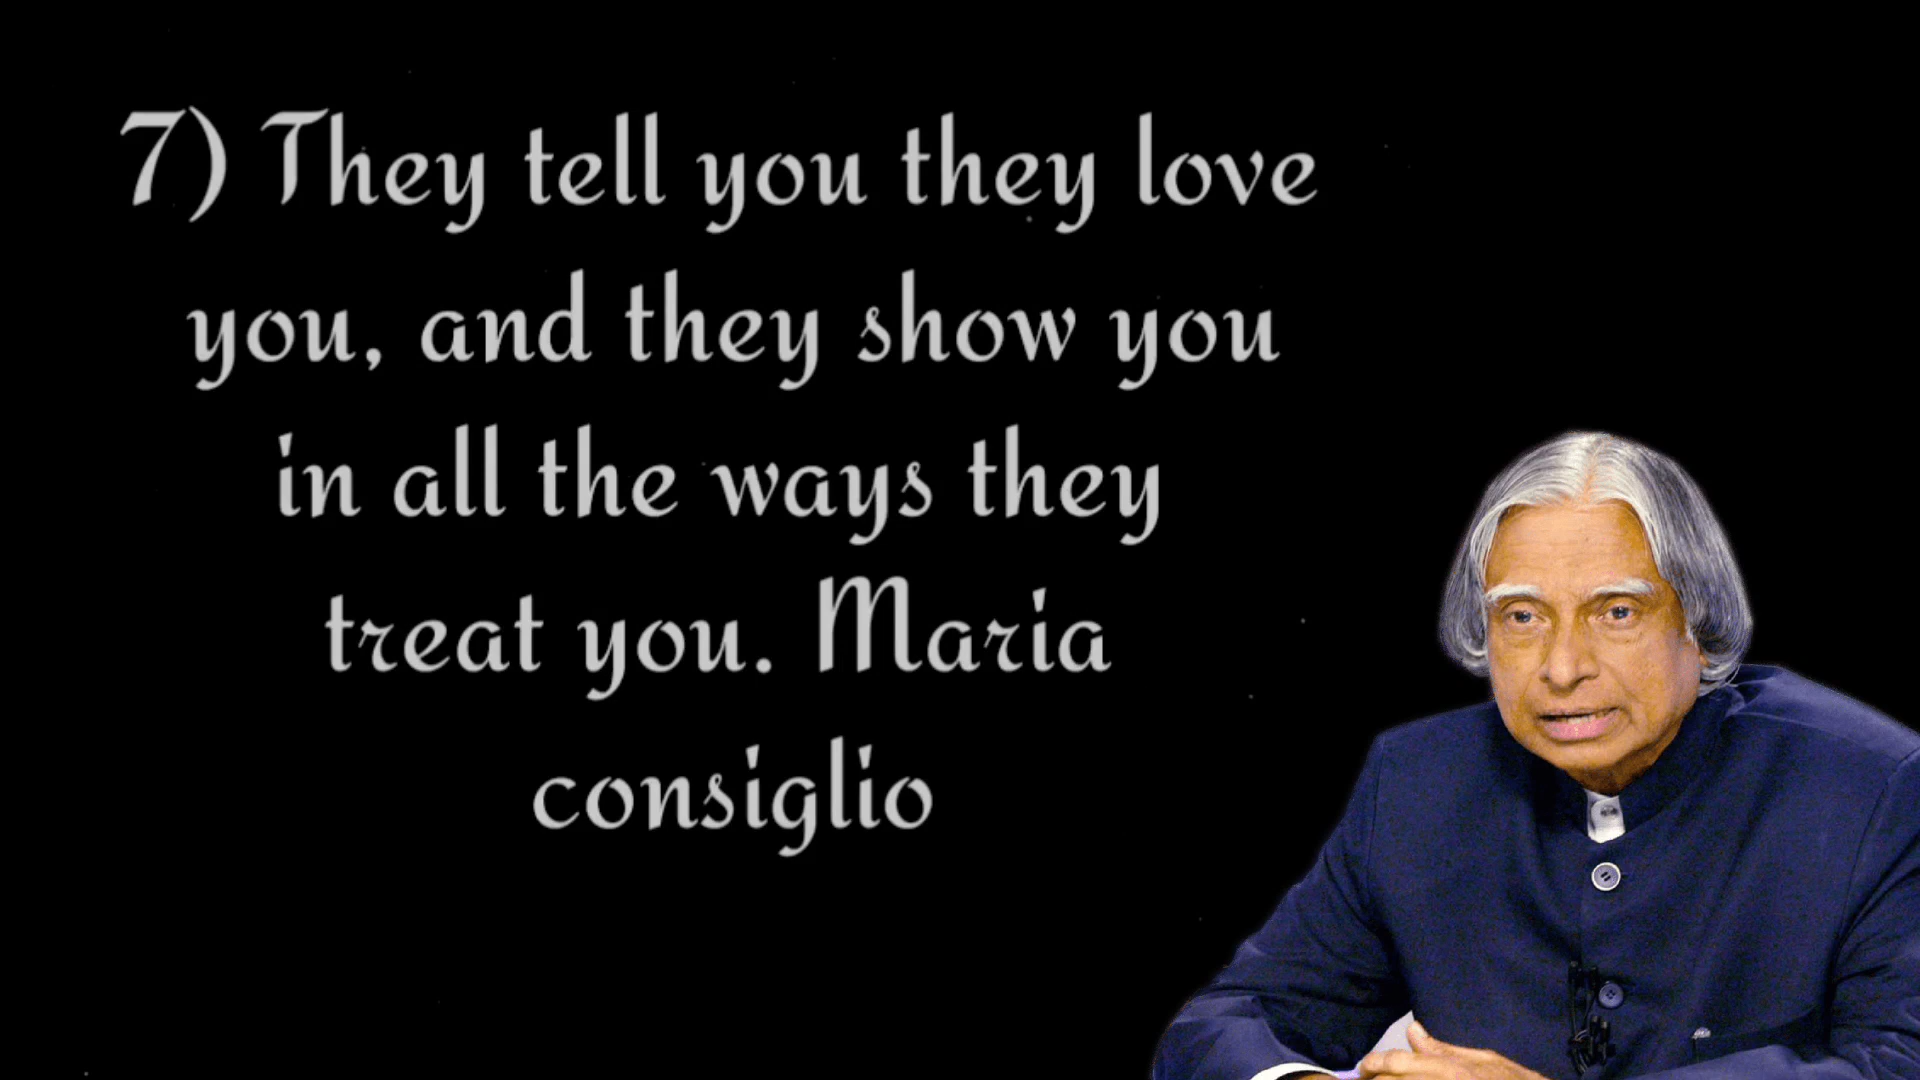 7) They tell you they love
you, and they show you
in all the ways they
treat you. Maria
consiglio